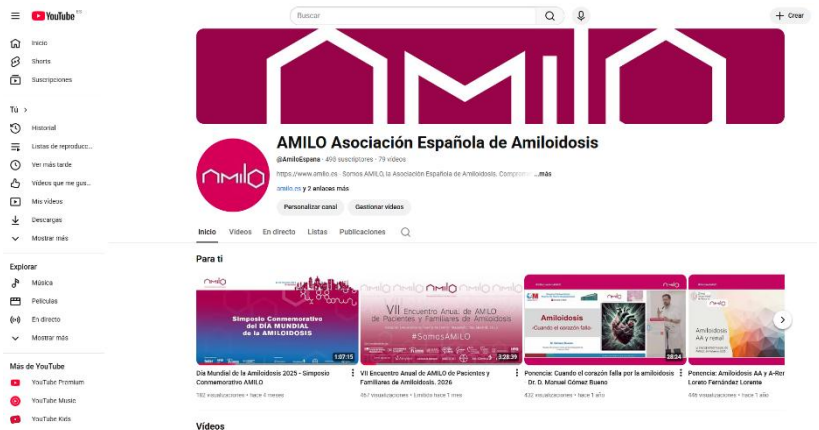 YouTube ES
Buscar
Crear
Inicio
Shorts
Suscripciones
Tú
Historial
Listas de reproducc...
Ver más tarde
Vídeos que me gus...
Mis vídeos
Descargas
Mostrar más
Explorar
Música
Películas
En directo
Mostrar más
Más de YouTube
YouTube Premium
YouTube Music
YouTube Kids
AMILO
amilo
AMILO Asociación Española de Amiloidosis
@AmiloEspana · 498 suscriptores · 79 vídeos
https://www.amilo.es · Somos AMILO, la Asociación Española de Amiloidosis. Comprom ...más
amilo.es y 2 enlaces más
Personalizar canal
Gestionar vídeos
Inicio Vídeos En directo Listas Publicaciones
Para ti
amilo
Simposio Conmemorativo
del DÍA MUNDIAL
de la AMILOIDOSIS
1:07:15
Día Mundial de la Amiloidosis 2025 - Simposio
Conmemorativo AMILO
182 visualizaciones · hace 4 meses
amilo
VII Encuentro Anual de AMILO
de Pacientes y Familiares de Amiloidosis
#SomosAMILO
3:28:39
VII Encuentro Anual de AMILO de Pacientes y
Familiares de Amiloidosis. 2026
467 visualizaciones · Emitido hace 1 mes
amilo
Amiloidosis
-Cuando el corazón falla-
28:24
Ponencia: Cuando el corazón falla por la amiloidosis
- Dr. D. Manuel Gómez Bueno
432 visualizaciones · hace 1 año
amilo
Amiloidosis
AA y renal
Ponencia: Amiloidosis AA y A-Ren
Loreto Fernández Lorente
446 visualizaciones · hace 1 año
Vídeos